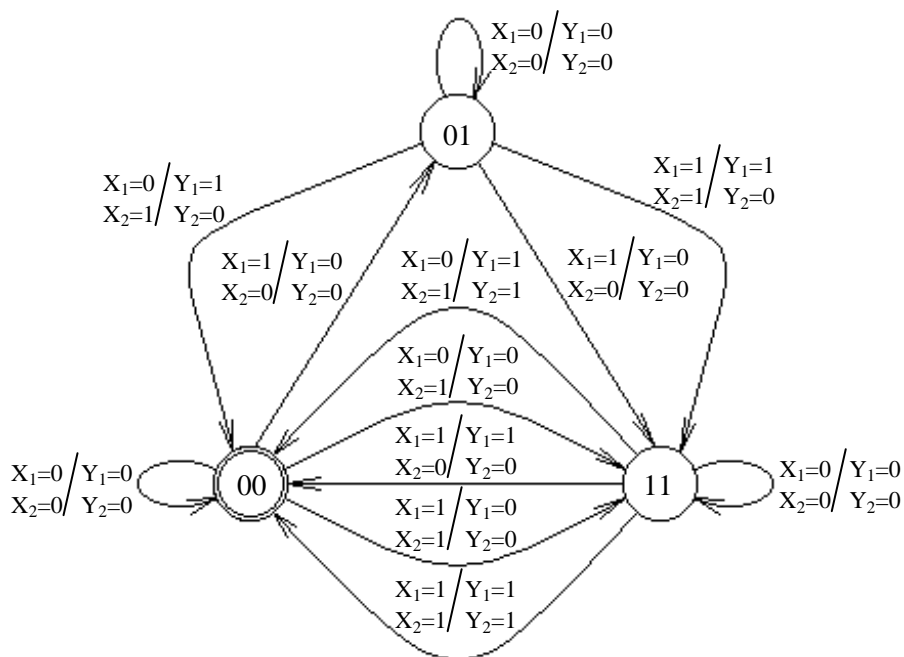 X₁=0/Y₁=0
X₂=0/Y₂=0
01
X₁=0/Y₁=1
X₂=1/Y₂=0
X₁=1/Y₁=1
X₂=1/Y₂=0
X₁=1/Y₁=0
X₂=0/Y₂=0
X₁=0/Y₁=1
X₂=1/Y₂=1
X₁=1/Y₁=0
X₂=0/Y₂=0
X₁=0/Y₁=0
X₂=1/Y₂=0
X₁=1/Y₁=1
X₂=0/Y₂=0
X₁=0/Y₁=0
X₂=0/Y₂=0
00
11
X₁=0/Y₁=0
X₂=0/Y₂=0
X₁=1/Y₁=0
X₂=1/Y₂=0
X₁=1/Y₁=1
X₂=1/Y₂=1